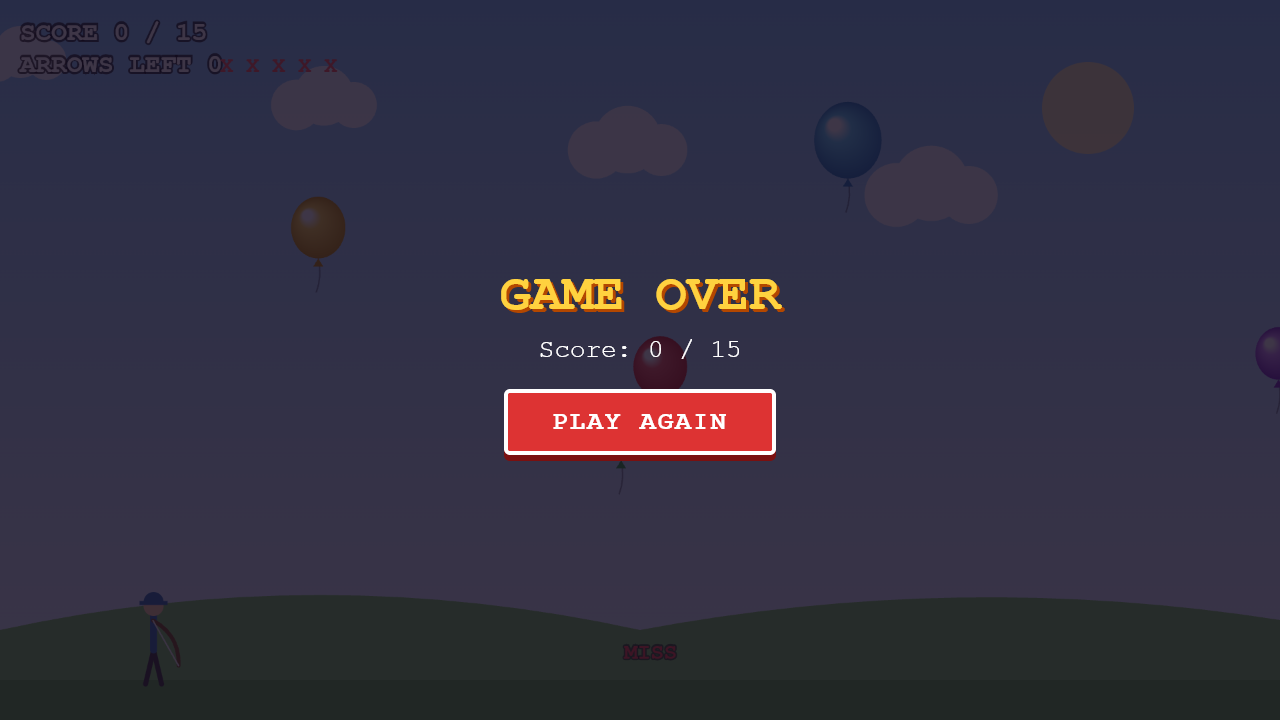 SCORE 0 / 15
ARROWS LEFT 0x x x x x
GAME OVER
Score: 0 / 15
PLAY AGAIN
MISS